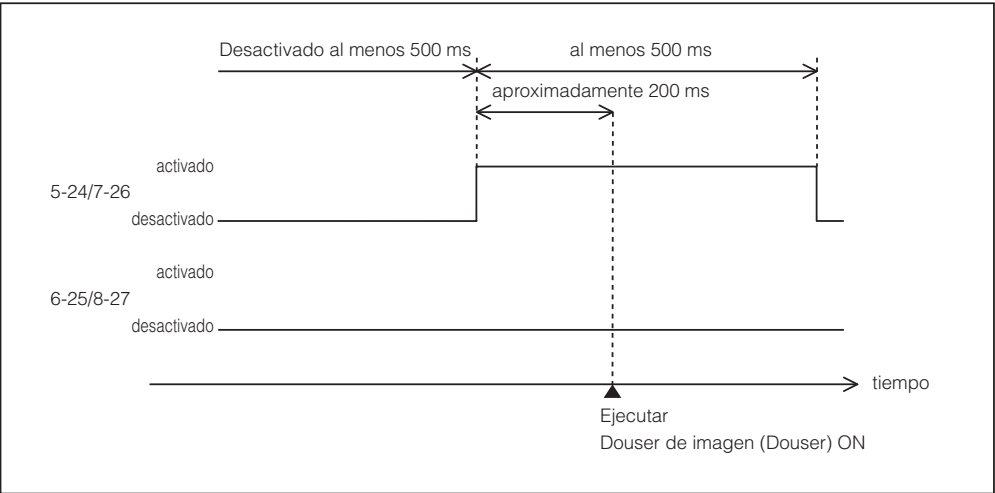 Desactivado al menos 500 ms
al menos 500 ms
aproximadamente 200 ms
activado
5-24/7-26
desactivado
activado
6-25/8-27
desactivado
tiempo
Ejecutar
Douser de imagen (Douser) ON